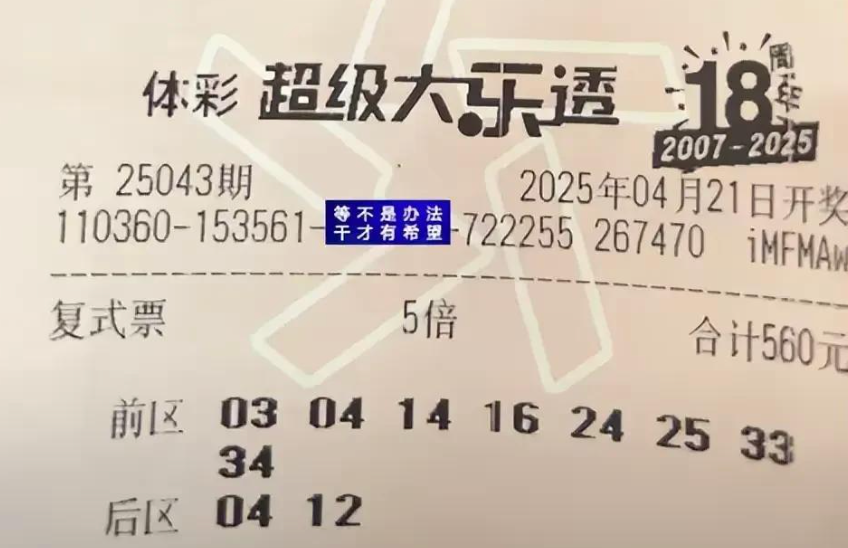 体彩 超级大乐透 18周年
2007-2025
第 25043期 2025年04月21日开奖
110360-153561- 等不是办法 -722255 267470 iMFMAw
干才有希望
复式票 5倍 合计560元
前区 03 04 14 16 24 25 33
34
后区 04 12